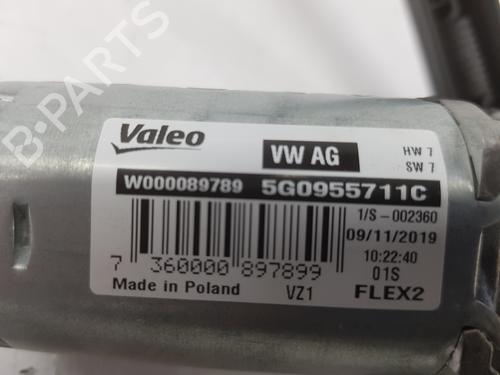 Valeo
VW AG
HW 7
SW 7
W000089789
5G0955711C
1/S-002360
09/11/2019
10:22:40
7 360000 897899
01S
Made in Poland
VZ1
FLEX2
B-PARTS